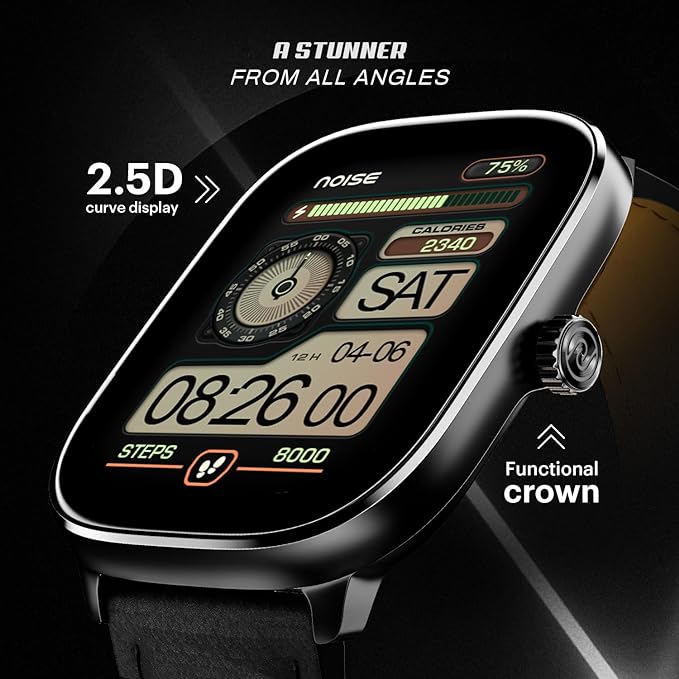 A STUNNER
FROM ALL ANGLES
2.5D
curve display
NOISE
75%
CALORIES
2340
SAT
12H 04-06
08:26 00
STEPS 8000
Functional
crown